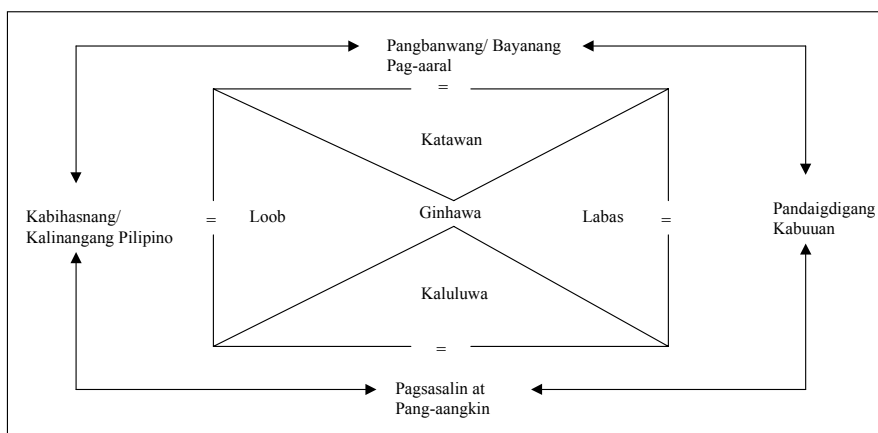 Pangbanwang/ Bayanang
Pag-aaral
=
Katawan
Kabihasnang/
Kalinangang Pilipino
=
Loob
Ginhawa
Labas
=
Pandaigdigang
Kabuuan
Kaluluwa
=
Pagsasalin at
Pang-aangkin